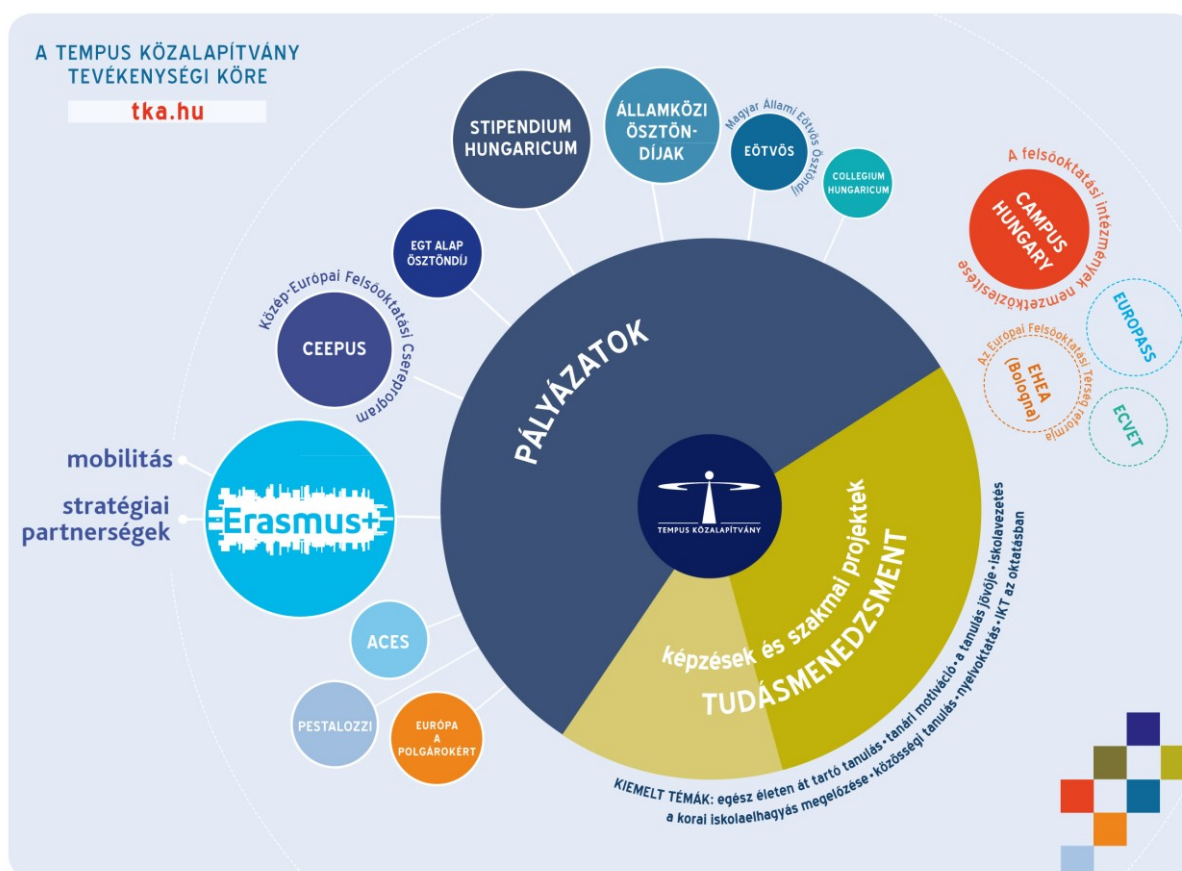 A TEMPUS KÖZALAPÍTVÁNY
TEVÉKENYSÉGI KÖRE
tka.hu
STIPENDIUM
HUNGARICUM
ÁLLAMKÖZI
ÖSZTÖN-
DÍJAK
Magyar Állami Eötvös Ösztöndíj
EÖTVÖS
COLLEGIUM
HUNGARICUM
EGT ALAP
ÖSZTÖNDÍJ
Közép-Európai Felsőoktatási Csereprogram
CEEPUS
mobilitás
stratégiai
partnerségek
Erasmus+
ACES
PESTALOZZI
EURÓPA
A
POLGÁROKÉRT
PÁLYÁZATOK
TEMPUS KÖZALAPÍTVÁNY
képzések és szakmai projektek
TUDÁSMENEDZSMENT
KIEMELT TÉMÁK: egész életen át tartó tanulás • tanári motiváció • a tanulás jövője • iskolavezetés
a korai iskolaelhagyás megelőzése • közösségi tanulás • nyelvoktatás • IKT az oktatásban
A felsőoktatási intézmények nemzetköziesítése
CAMPUS
HUNGARY
EUROPASS
Az Európai Felsőoktatási Térség reformja
EHEA
(Bologna)
ECVET